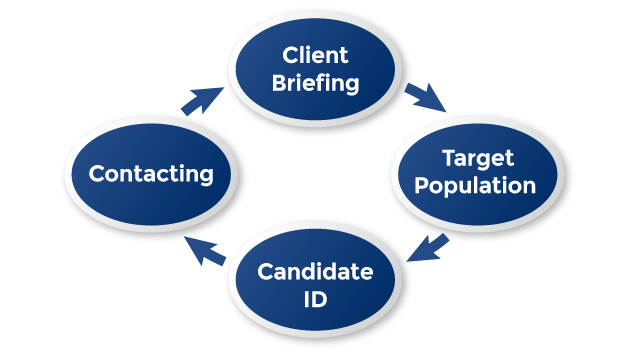 Client
Briefing
Target
Population
Candidate
ID
Contacting